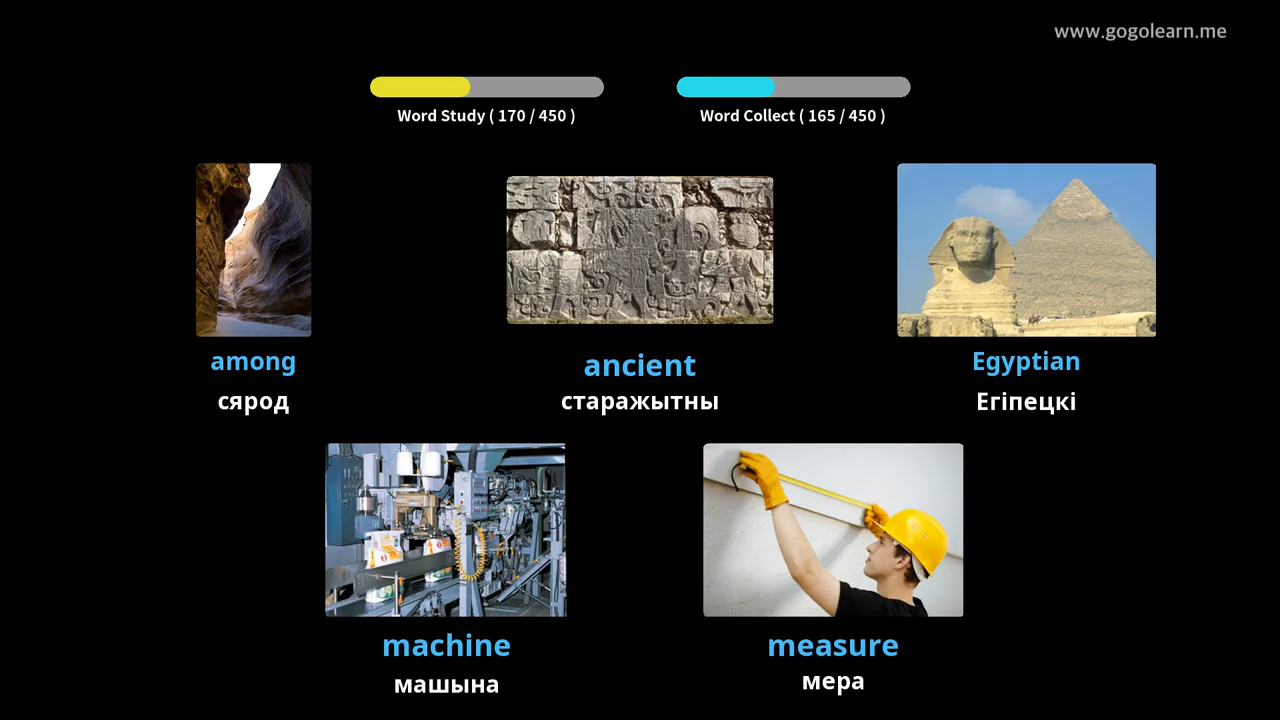 www.gogolearn.me
Word Study ( 170 / 450 )
Word Collect ( 165 / 450 )
among
сярод
ancient
старажытны
Egyptian
Егіпецкі
machine
машына
measure
мера